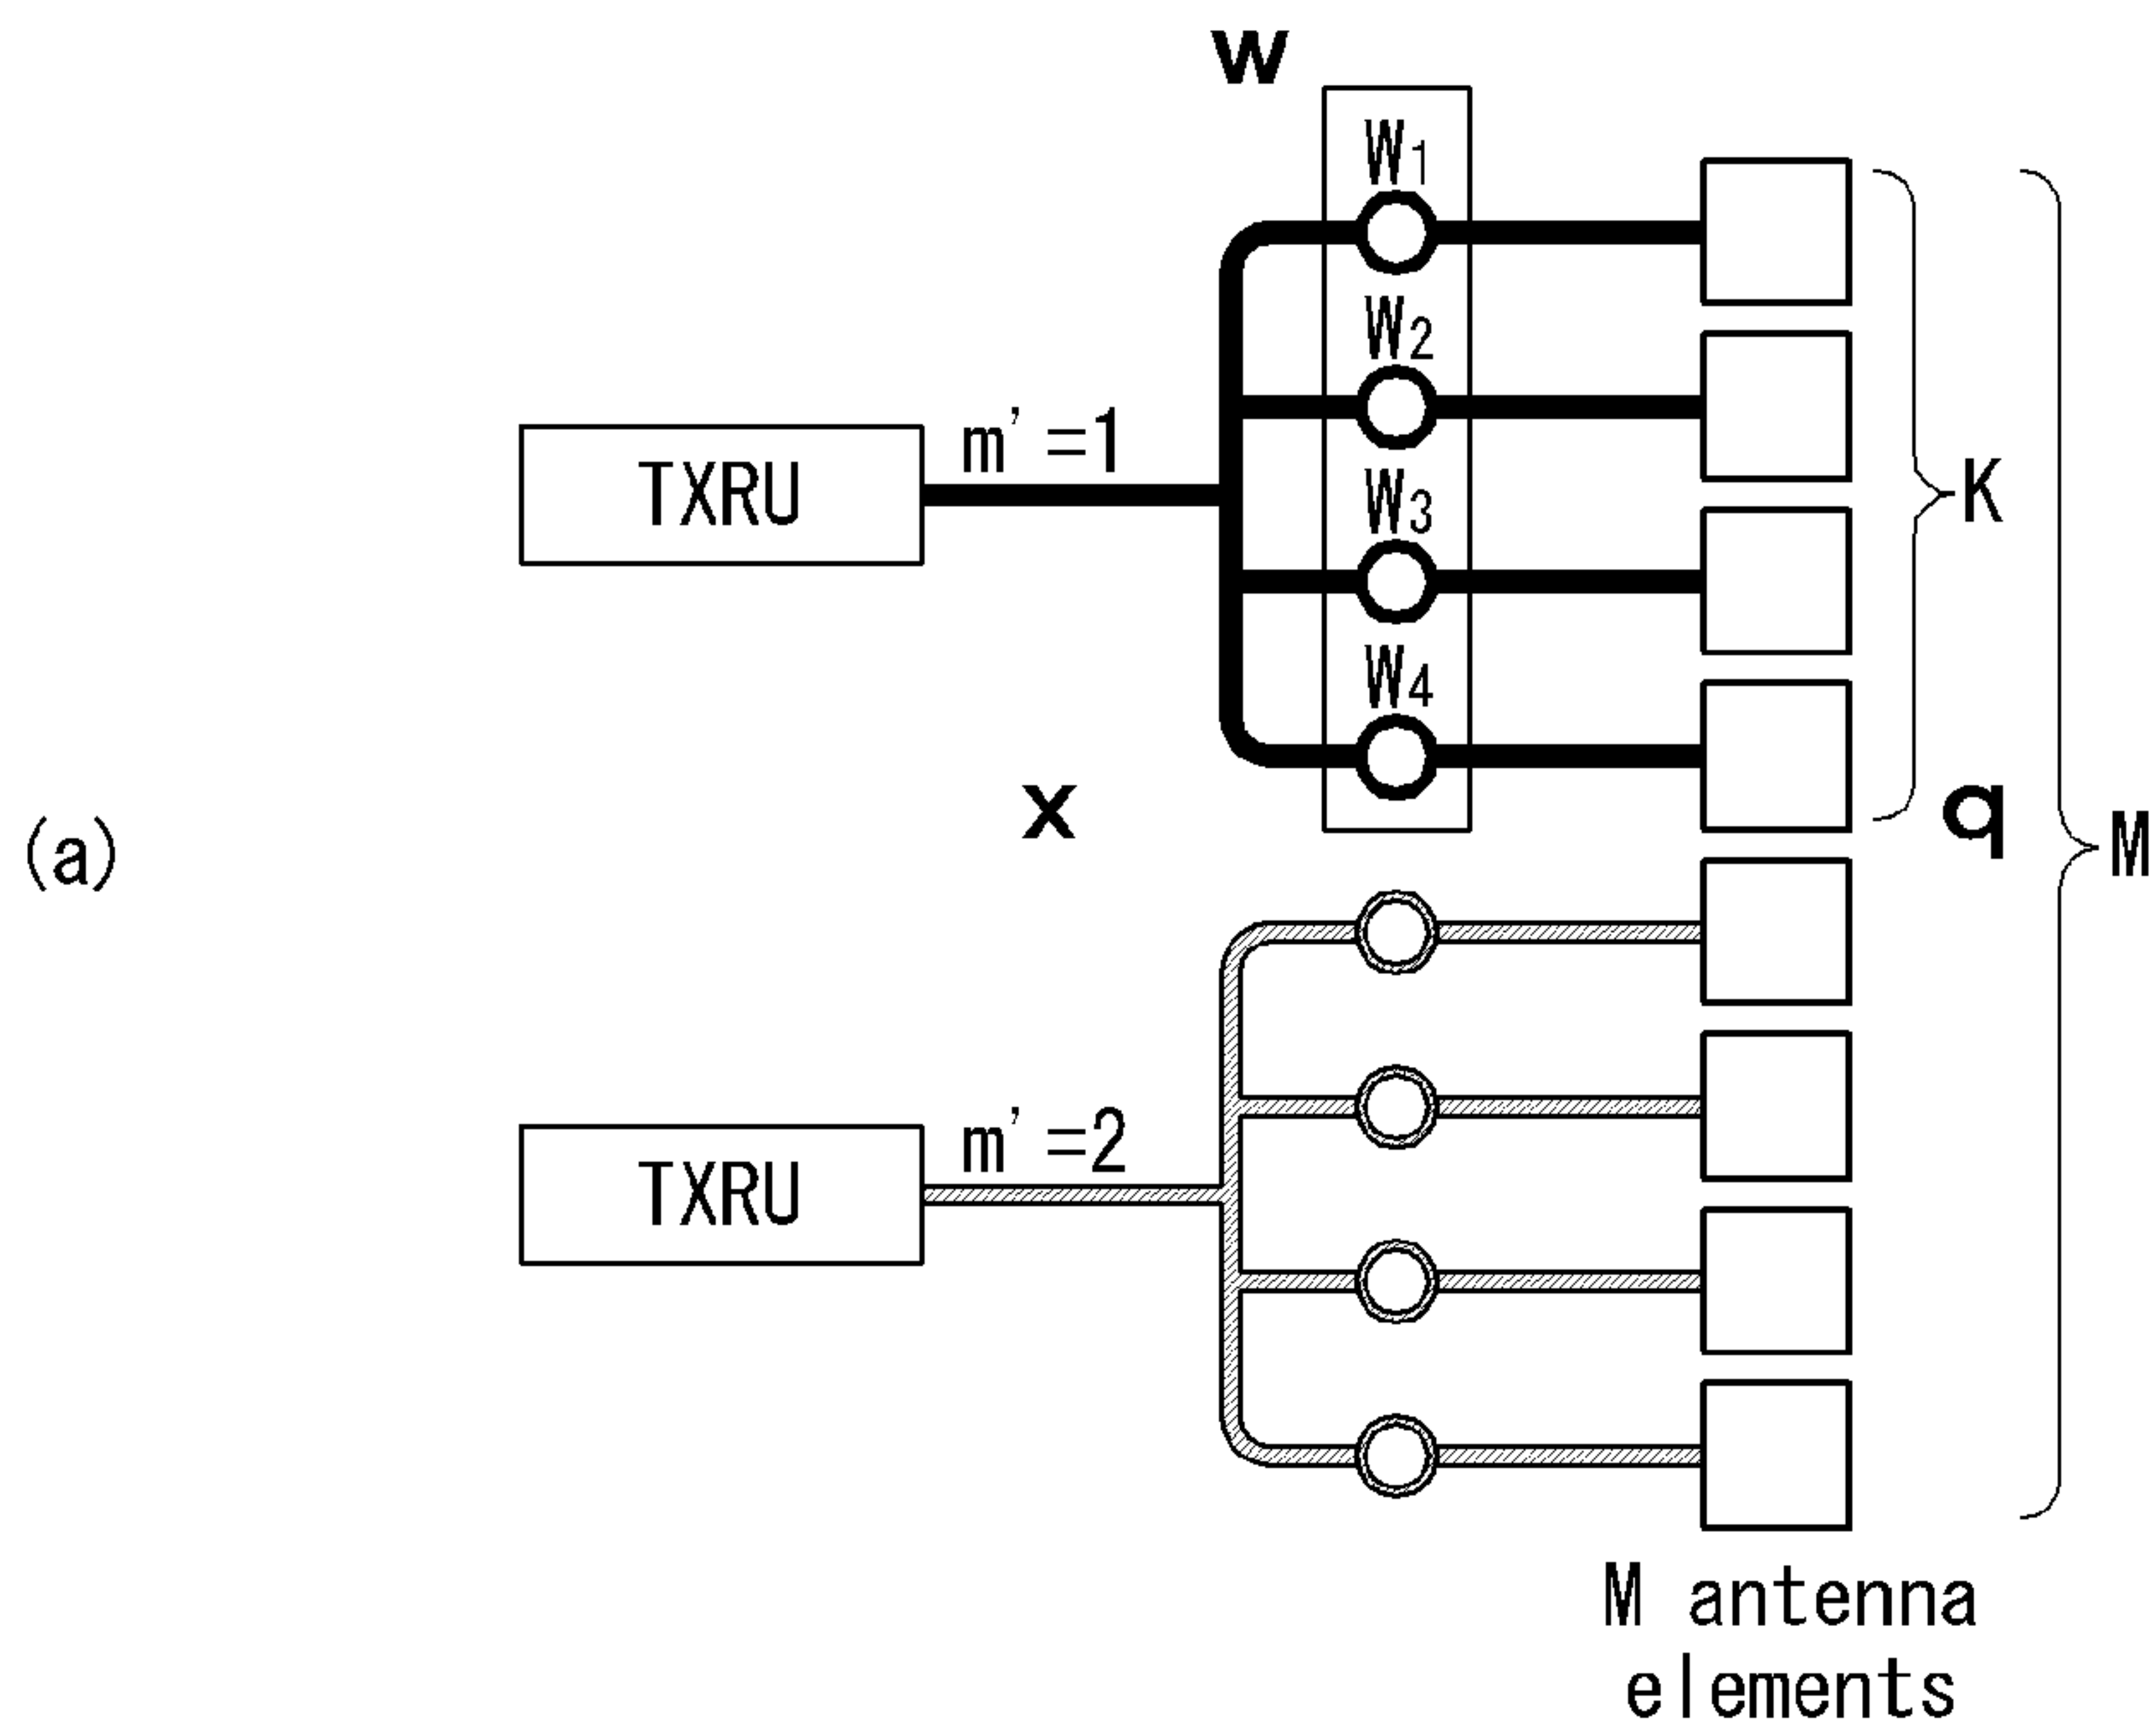 w
W1
W2
TXRU
m'=1
W3
K
W4
x
q
(a)
M
TXRU
m'=2
M antenna
elements